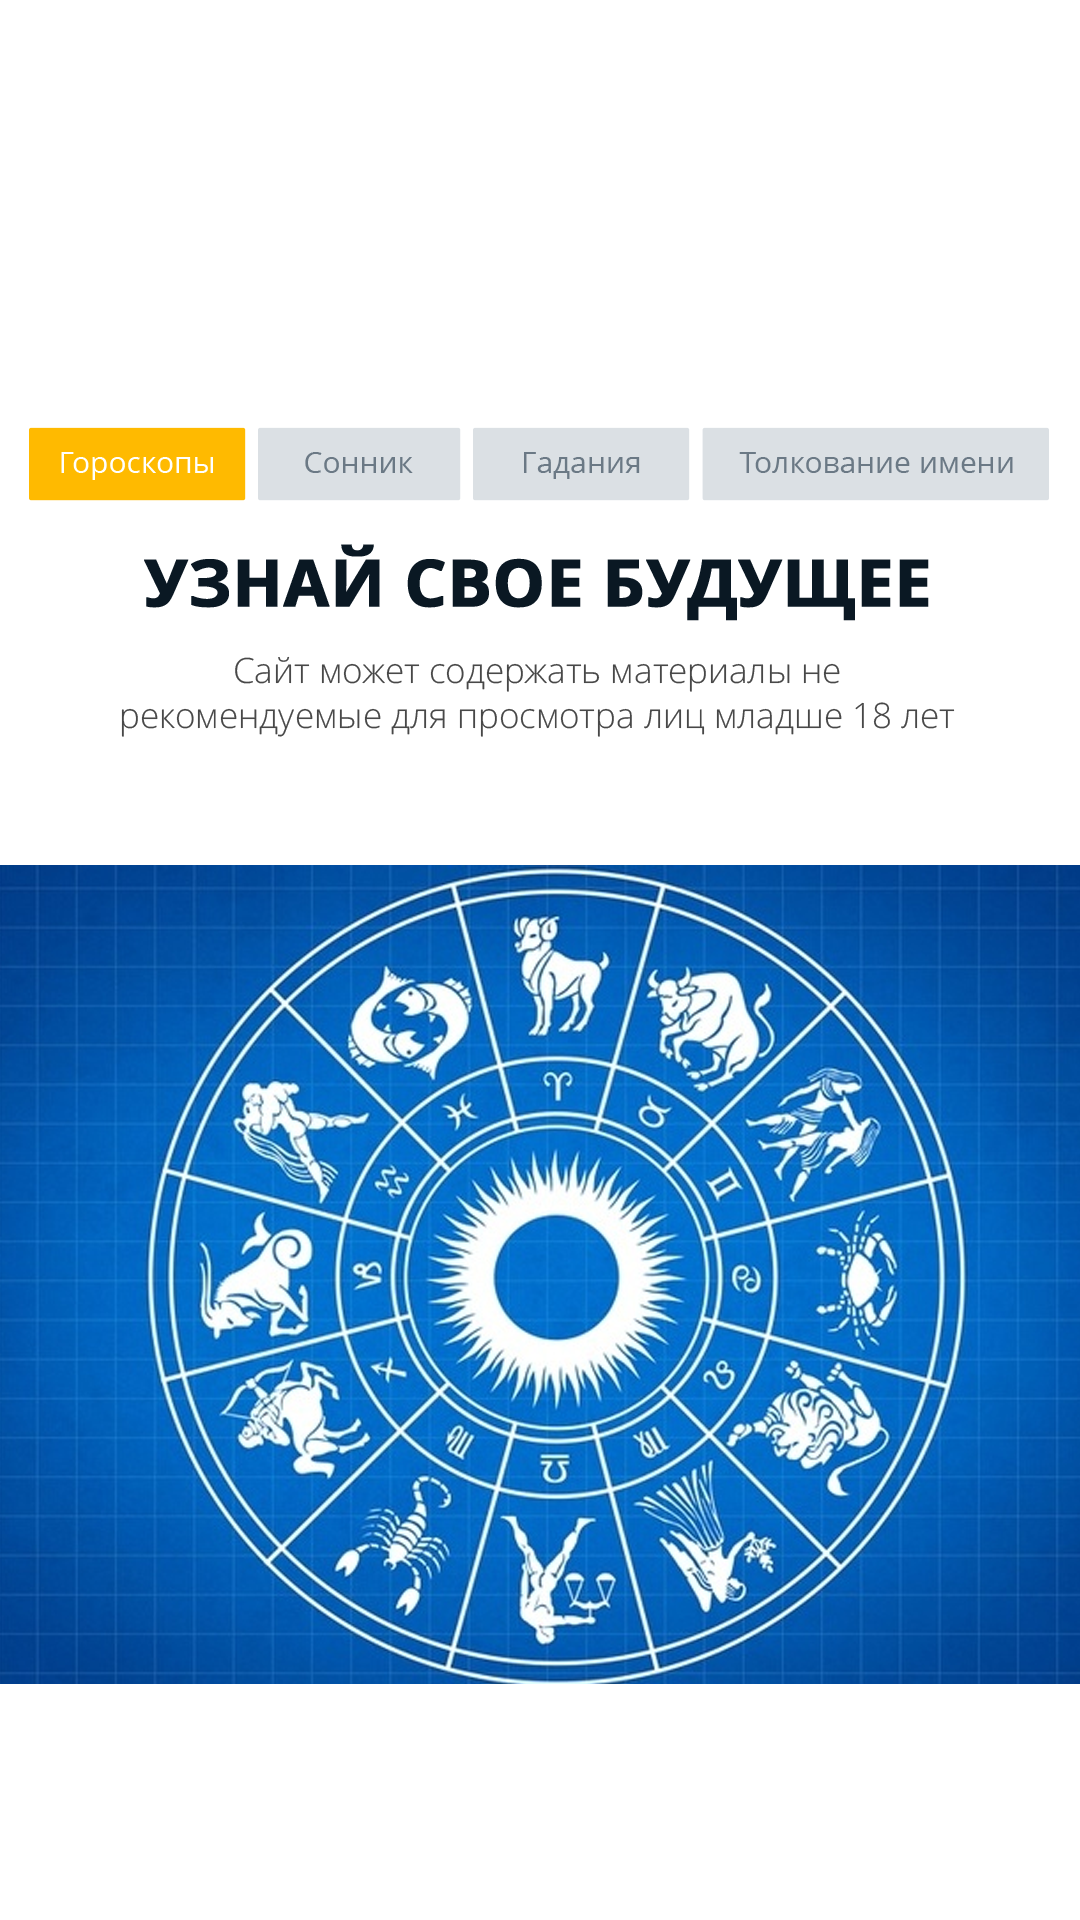 Гороскопы Сонник Гадания Толкование имени
УЗНАЙ СВОЕ БУДУЩЕЕ
Сайт может содержать материалы не
рекомендуемые для просмотра лиц младше 18 лет